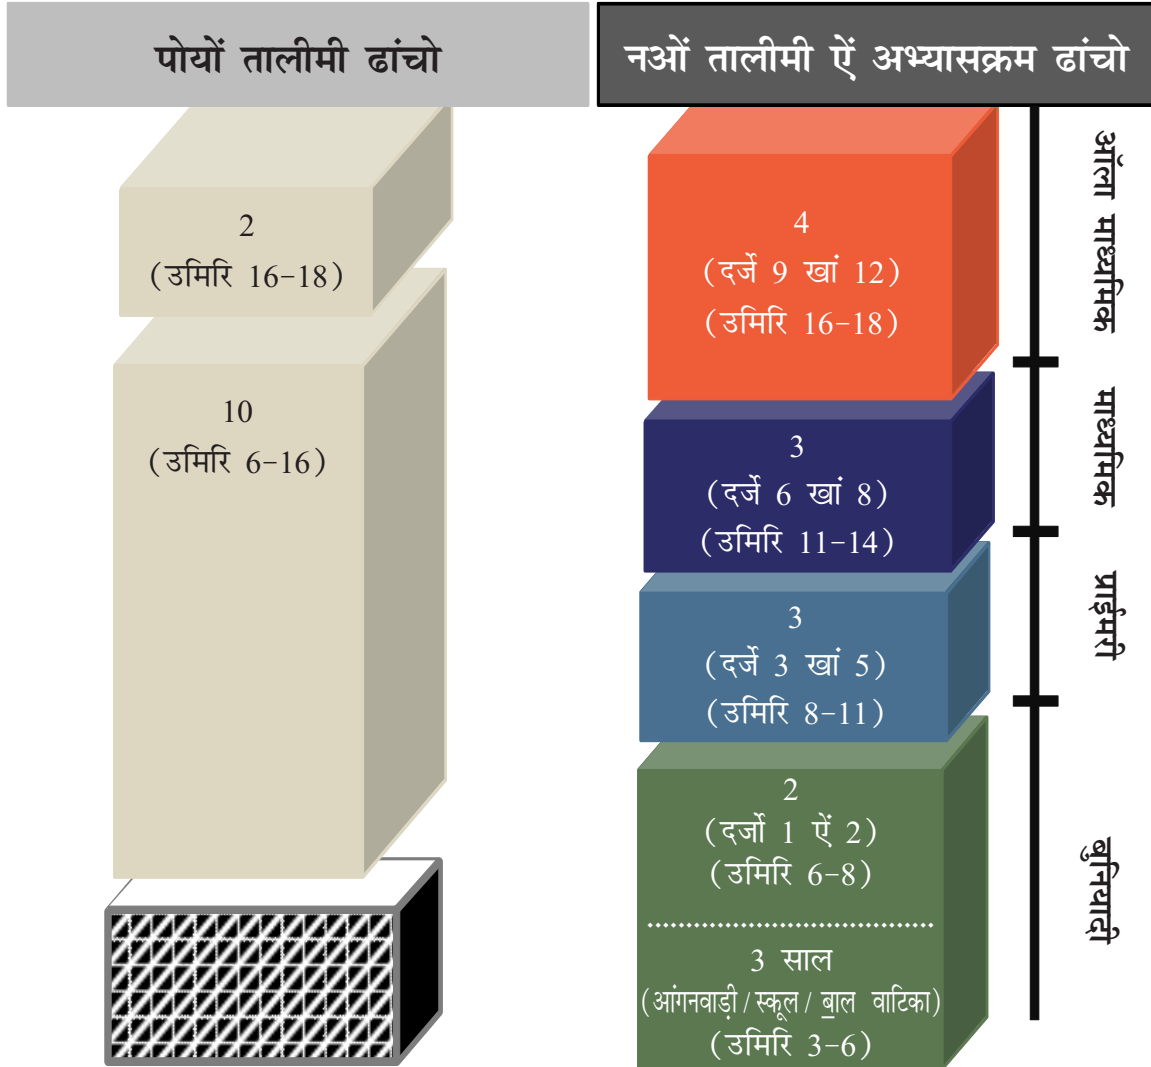 पोयों तालीमी ढांचो
2
(उमिरि 16-18)
10
(उमिरि 6-16)
नओं तालीमी ऐं अभ्यासक्रम ढांचो
4
(दर्जे 9 खां 12)
(उमिरि 16-18)
3
(दर्जे 6 खां 8)
(उमिरि 11-14)
3
(दर्जे 3 खां 5)
(उमिरि 8-11)
2
(दर्जो 1 ऐं 2)
(उमिरि 6-8)
3 साल
(आंगनवाड़ी / स्कूल / ॿाल वाटिका)
(उमिरि 3-6)
ऑला माध्यमिक
माध्यमिक
प्राईमरी
बुनियादी